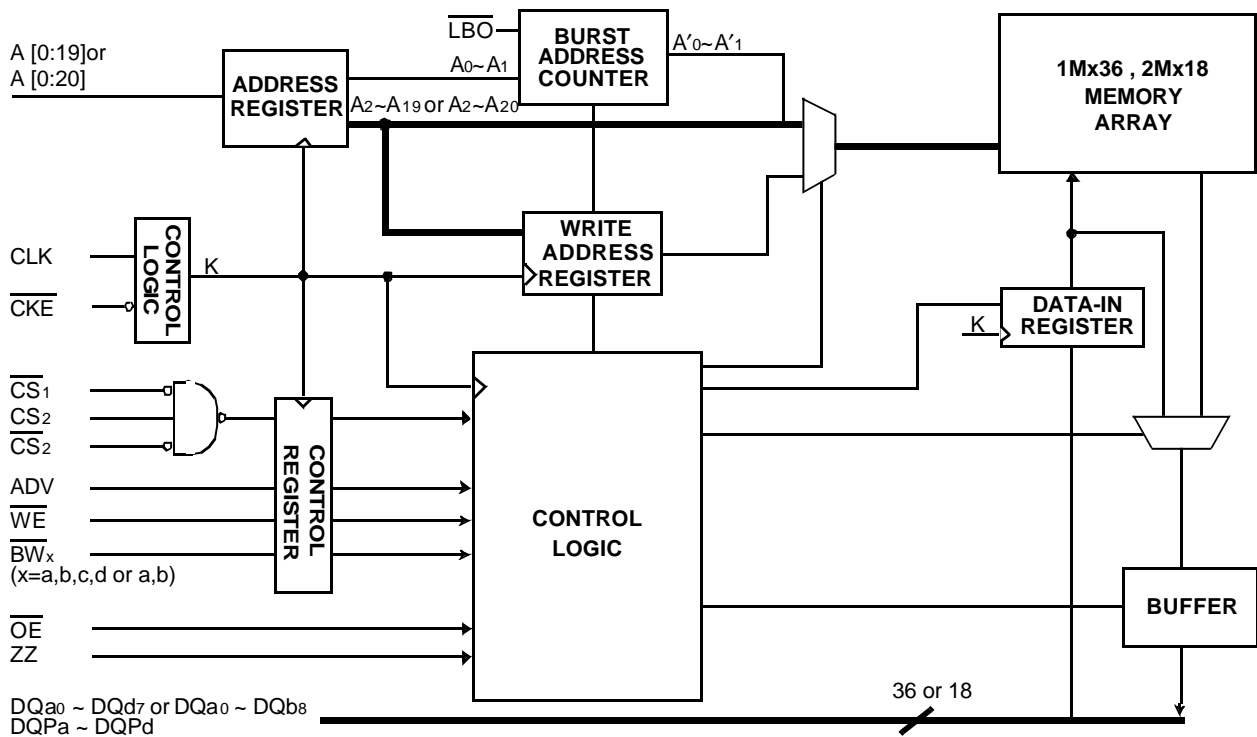 A [0:19]or
A [0:20]
ADDRESS
REGISTER
LBO
A0~A1
A2~A19 or A2~A20
BURST
ADDRESS
COUNTER
A′0~A′1
1Mx36 , 2Mx18
MEMORY
ARRAY
WRITE
ADDRESS
REGISTER
CLK
CKE
CONTROL
LOGIC
K
DATA-IN
REGISTER
K
CS1
CS2
CS2
ADV
WE
BWx
(x=a,b,c,d or a,b)
CONTROL
REGISTER
CONTROL
LOGIC
BUFFER
OE
ZZ
DQa0 ~ DQd7 or DQa0 ~ DQb8
DQPa ~ DQPd
36 or 18